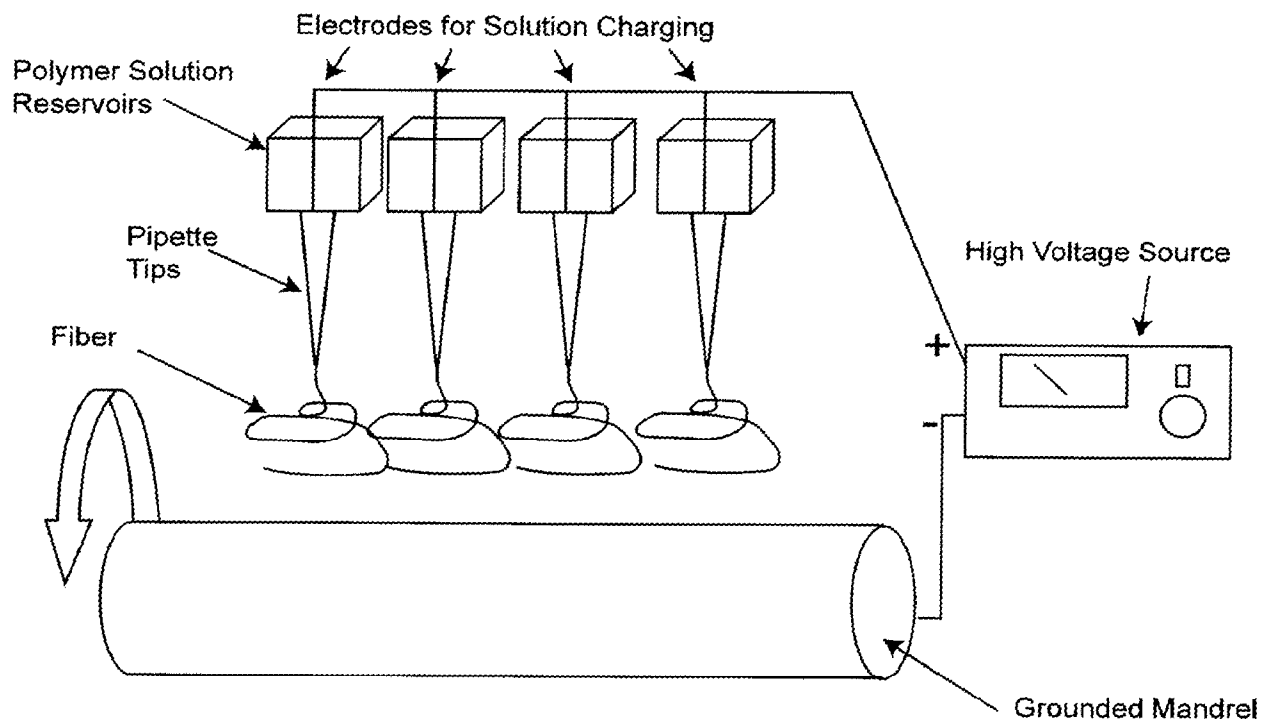 Electrodes for Solution Charging
Polymer Solution
Reservoirs
Pipette
Tips
High Voltage Source
Fiber
+
-
Grounded Mandrel